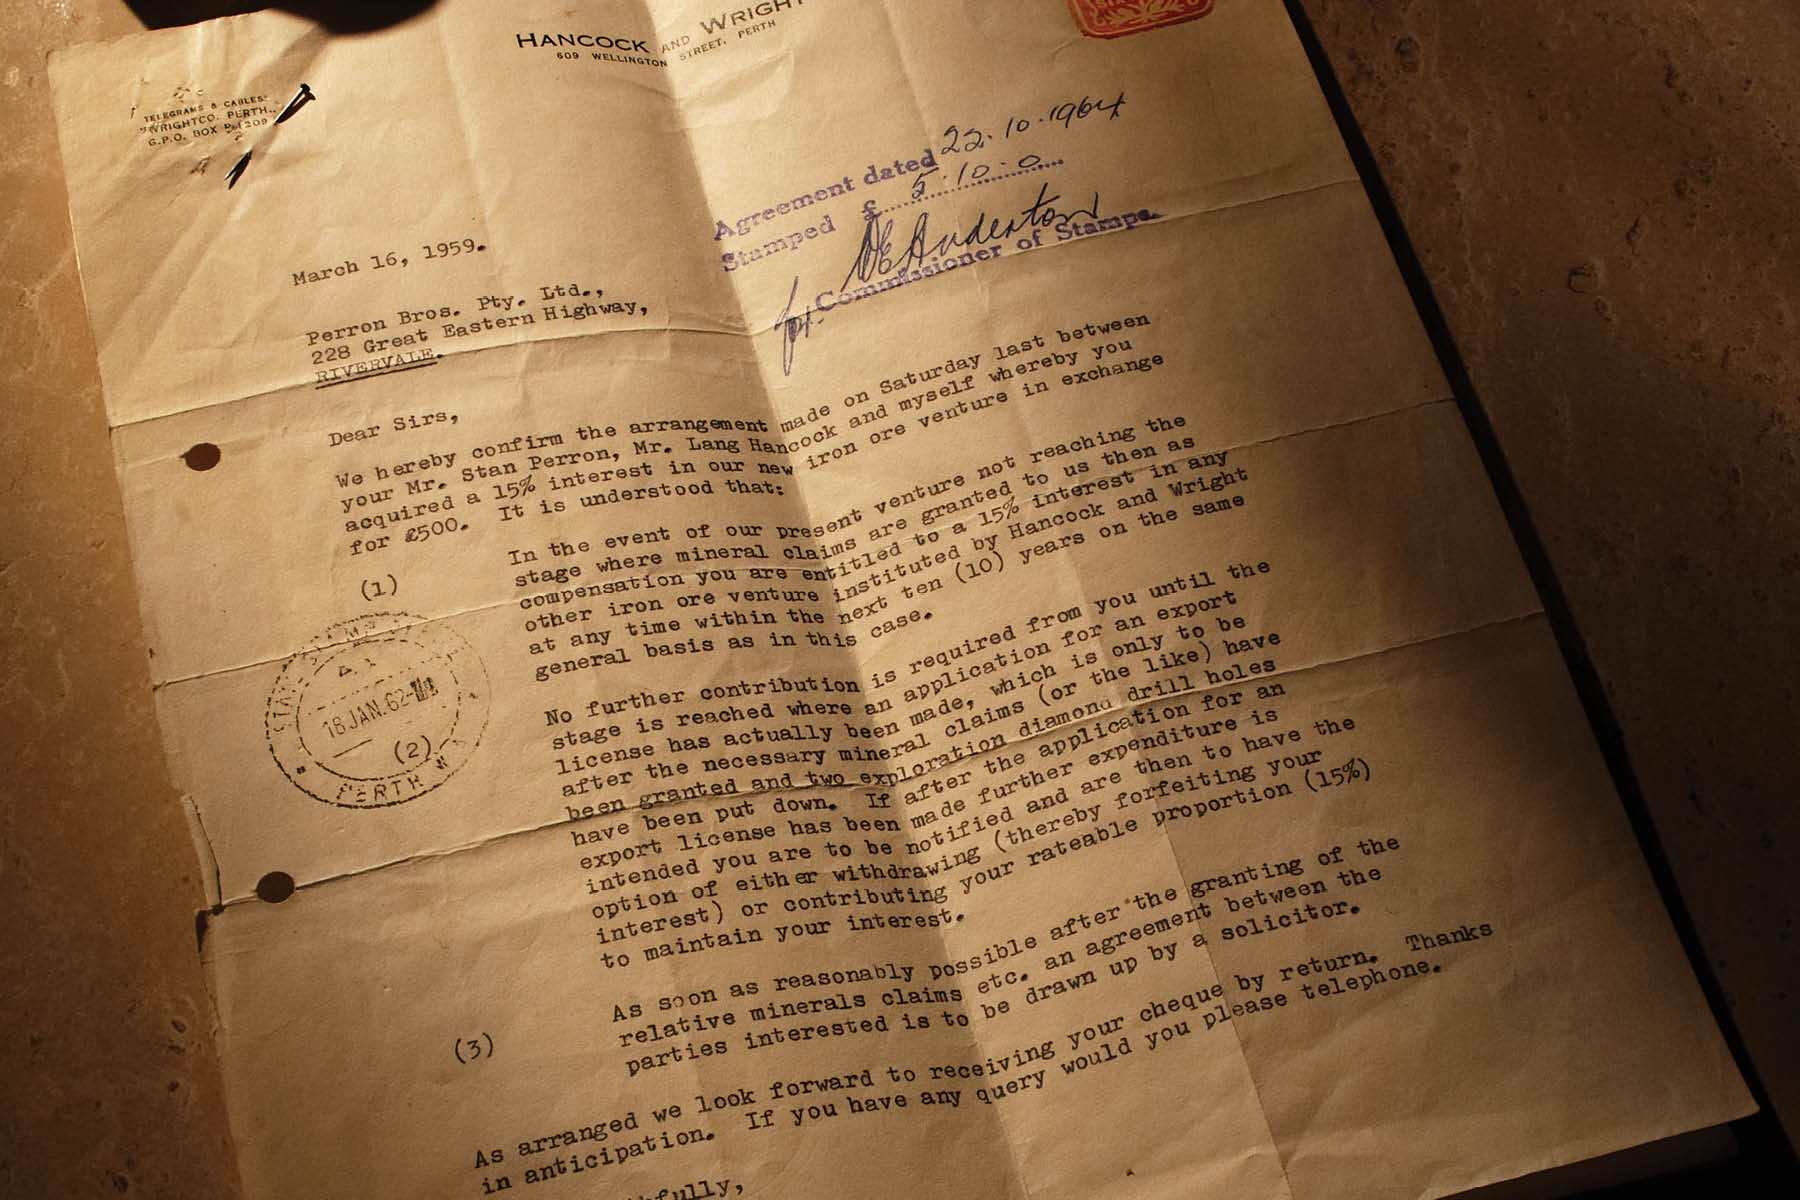 HANCOCK AND WRIGHT
609 WELLINGTON STREET, PERTH
TELEGRAMS & CABLES:
"WRIGHTCO. PERTH."
G.P.O. BOX P.1209
Agreement dated 22.10.1964
Stamped £ 5.10.0
Anderton
for Commissioner of Stamps.
March 16, 1959.
Perron Bros. Pty. Ltd.,
228 Great Eastern Highway,
RIVERVALE.
Dear Sirs,
We hereby confirm the arrangement made on Saturday last between
your Mr. Stan Perron, Mr. Lang Hancock and myself whereby you
acquired a 15% interest in our new iron ore venture in exchange
for £500. It is understood that:
(1) In the event of our present venture not reaching the
stage where mineral claims are granted to us then as
compensation you are entitled to a 15% interest in any
other iron ore venture instituted by Hancock and Wright
at any time within the next ten (10) years on the same
general basis as in this case.
18 JAN.62
PERTH W.A.
(2) No further contribution is required from you until the
stage is reached where an application for an export
license has actually been made, which is only to be
after the necessary mineral claims (or the like) have
been granted and two exploration diamond drill holes
have been put down. If after the application for an
export license has been made further expenditure is
intended you are to be notified and are then to have the
option of either withdrawing (thereby forfeiting your
interest) or contributing your rateable proportion (15%)
to maintain your interest.
(3) As soon as reasonably possible after the granting of the
relative minerals claims etc. an agreement between the
parties interested is to be drawn up by a solicitor.
As arranged we look forward to receiving your cheque by return. Thanks
in anticipation. If you have any query would you please telephone.